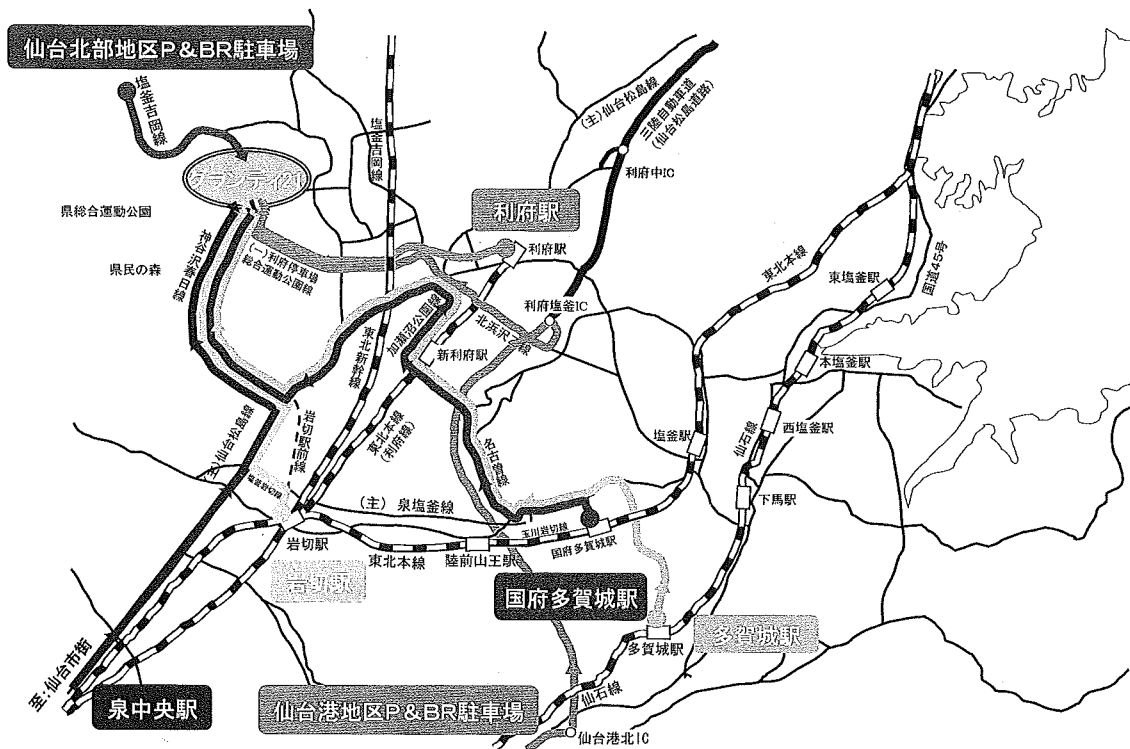 仙台北部地区P&BR駐車場
塩釜吉岡線
グランディ21
県総合運動公園
県民の森
神谷沢春日線
(一)利府停車場
総合運動公園線
塩釜吉岡線
(主)仙台松島線
三陸自動車道
(仙台松島道路)
利府中IC
利府駅
利府駅
利府塩釜IC
北浜沢乙線
加瀬沼公園線
新利府駅
東北新幹線
東北本線
(利府線)
岩切駅前線
(主)仙台松島線
塩釜岩切線
名古曽線
(主) 泉塩釜線
玉川岩切線
岩切駅
岩切駅
東北本線
陸前山王駅
国府多賀城駅
国府多賀城駅
塩釜駅
東北本線
東塩釜駅
国道45号
本塩釜駅
西塩釜駅
仙石線
下馬駅
多賀城駅
多賀城駅
仙石線
仙台港北IC
仙台港地区P&BR駐車場
泉中央駅
至:仙台市街